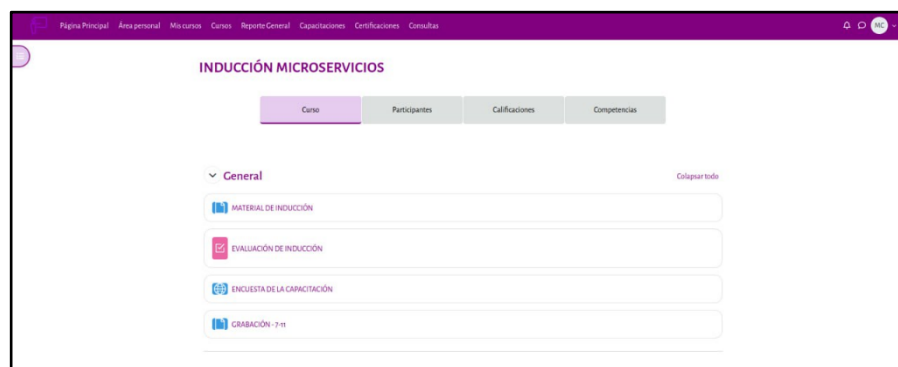 Página Principal Área personal Mis cursos Cursos Reporte General Capacitaciones Certificaciones Consultas MC
INDUCCIÓN MICROSERVICIOS
Curso Participantes Calificaciones Competencias
General Colapsar todo
MATERIAL DE INDUCCIÓN
EVALUACIÓN DE INDUCCIÓN
ENCUESTA DE LA CAPACITACIÓN
GRABACIÓN - 7-11